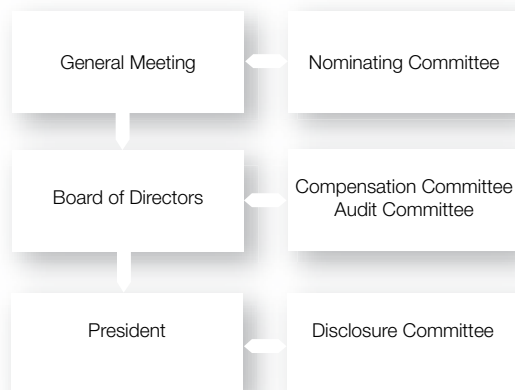 General Meeting
Nominating Committee
Board of Directors
Compensation Committee
Audit Committee
President
Disclosure Committee